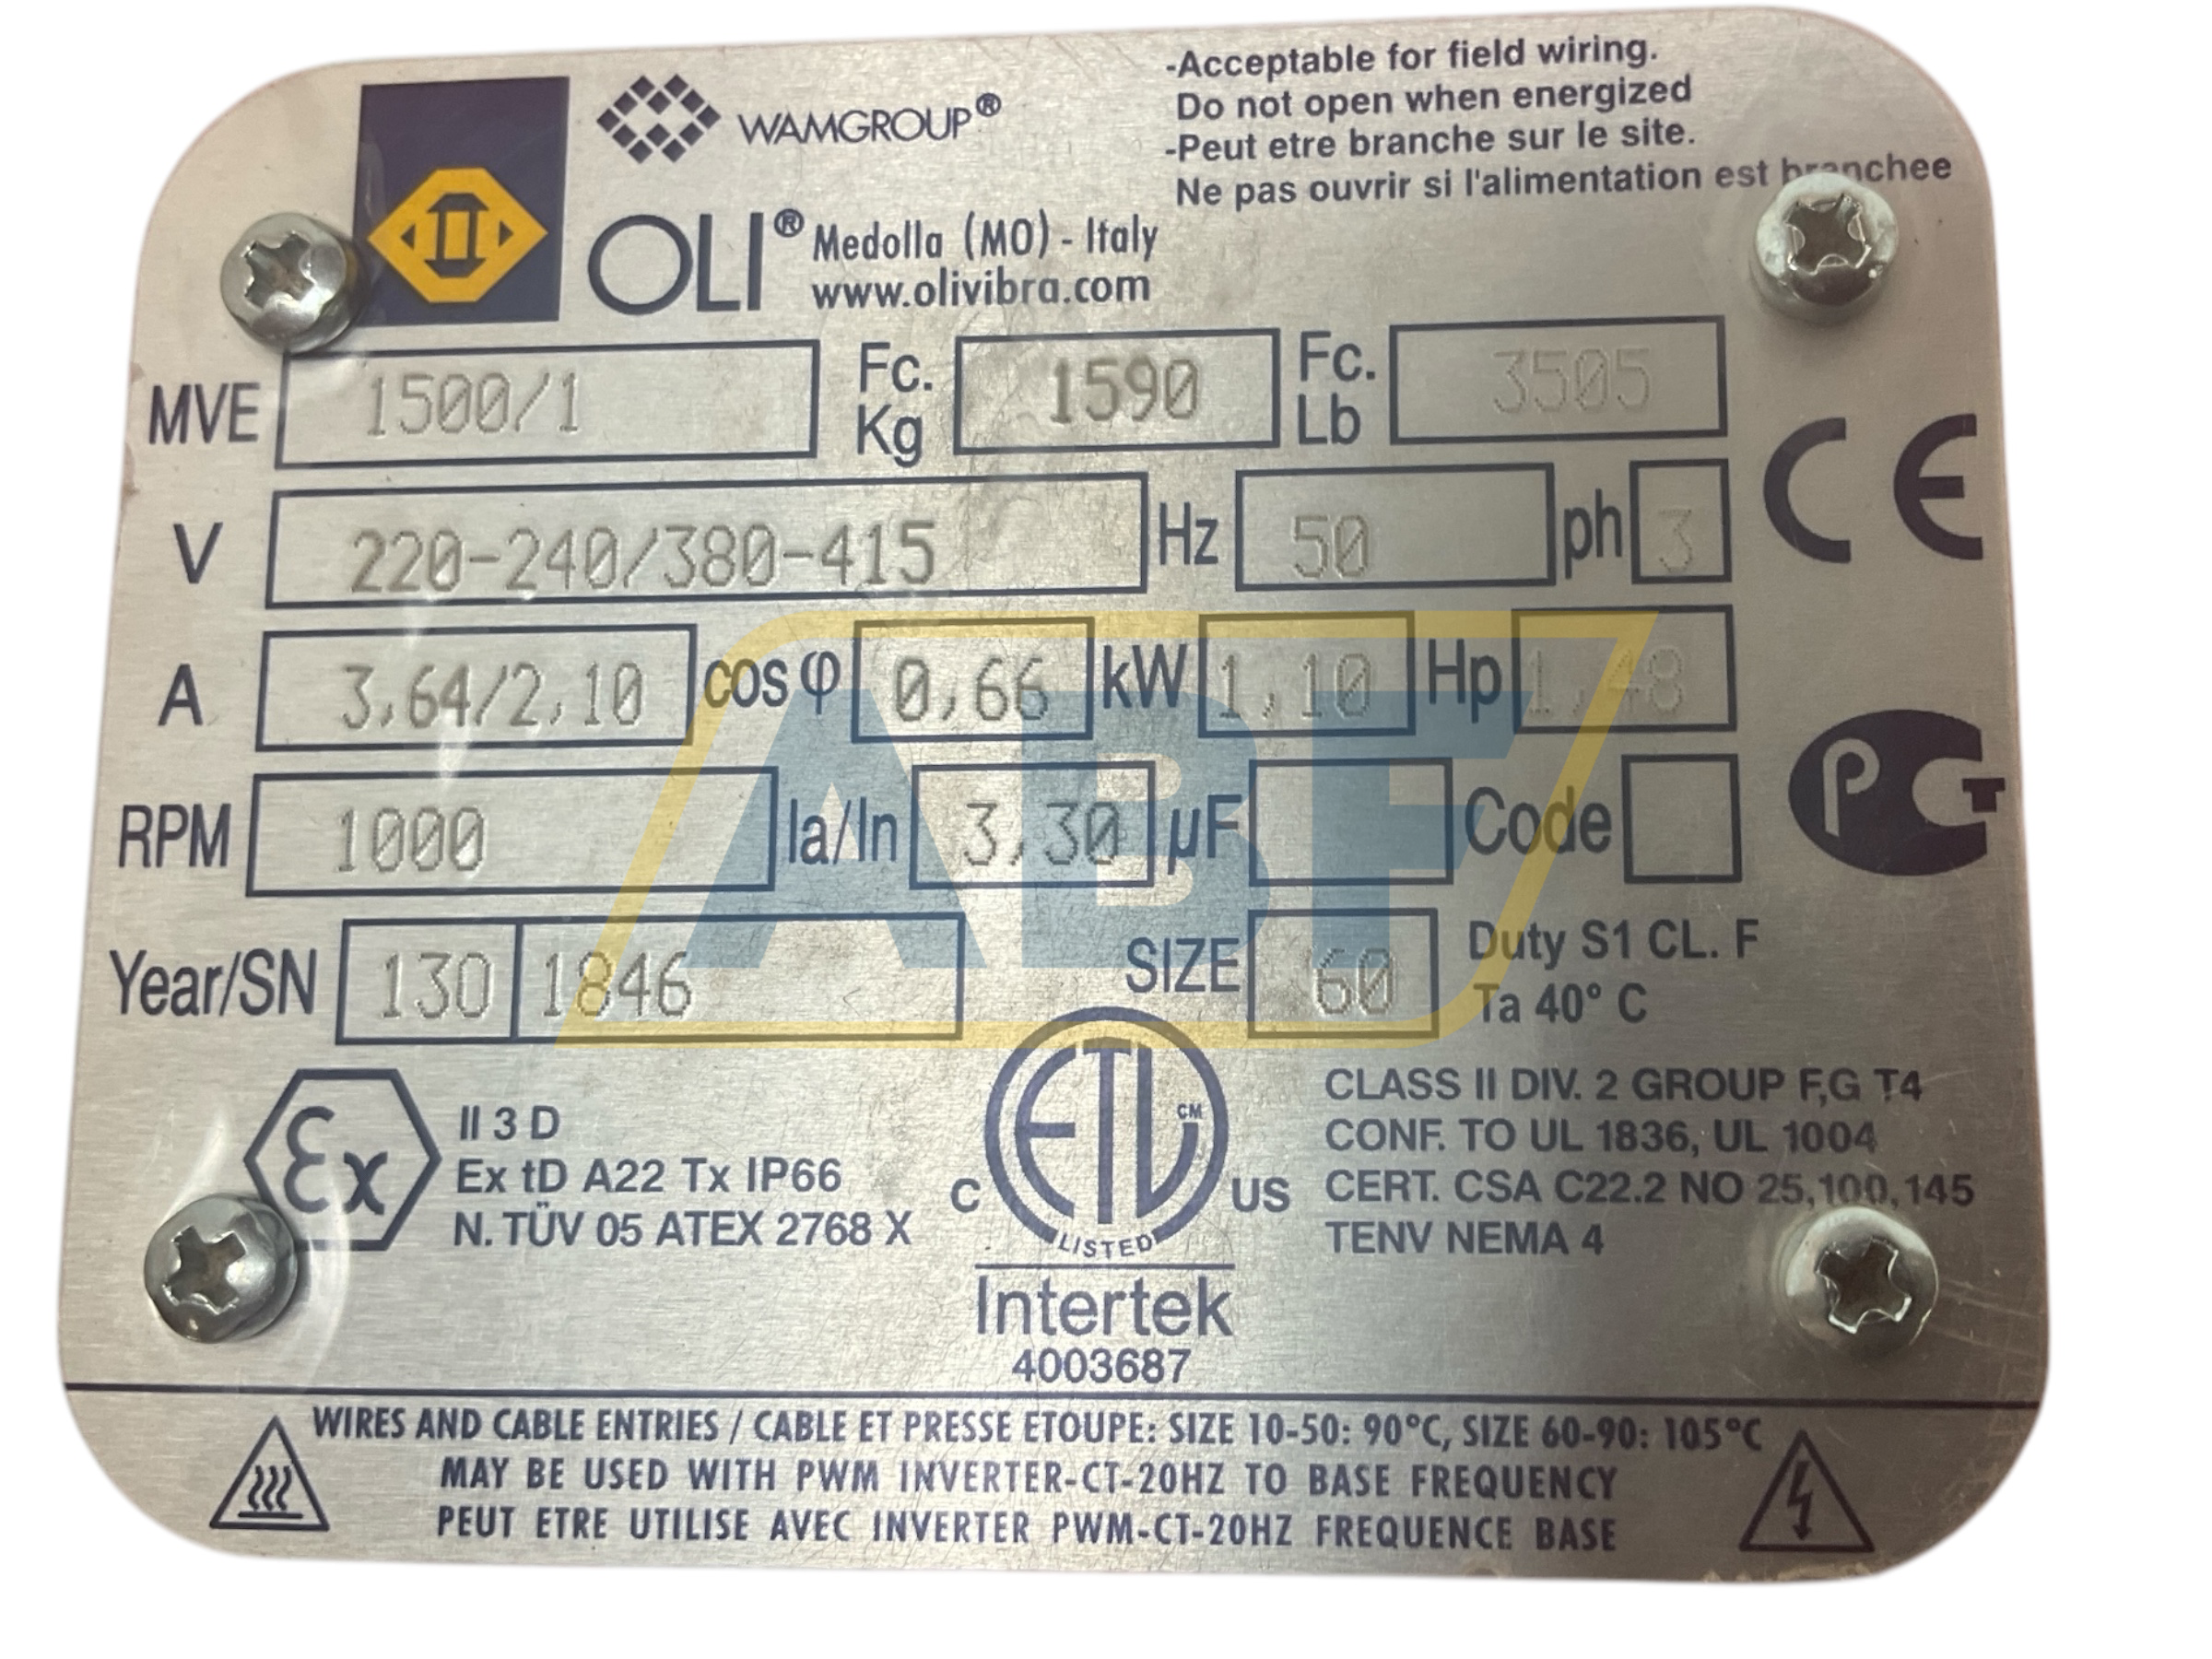 WAMGROUP®
-Acceptable for field wiring.
Do not open when energized
-Peut etre branche sur le site.
Ne pas ouvrir si l'alimentation est branchee
OLI® Medolla (MO) - Italy
www.olivibra.com
MVE 1500/1 Fc. Kg 1590 Fc. Lb 3505
CE
V 220-240/380-415 Hz 50 ph 3
A 3,64/2,10 cos φ 0,66 kW 1,10 Hp 1,48
PCT
RPM 1000 Ia/In 3,30 µF Code
ABF
Year/SN 130 1846 SIZE 60 Duty S1 CL. F
Ta 40° C
Ex
II 3 D
Ex tD A22 Tx IP66
N. TÜV 05 ATEX 2768 X
C ETL CM US
LISTED
Intertek
4003687
CLASS II DIV. 2 GROUP F,G T4
CONF. TO UL 1836, UL 1004
CERT. CSA C22.2 NO 25,100,145
TENV NEMA 4
WIRES AND CABLE ENTRIES / CABLE ET PRESSE ETOUPE: SIZE 10-50: 90°C, SIZE 60-90: 105°C
MAY BE USED WITH PWM INVERTER-CT-20HZ TO BASE FREQUENCY
PEUT ETRE UTILISE AVEC INVERTER PWM-CT-20HZ FREQUENCE BASE